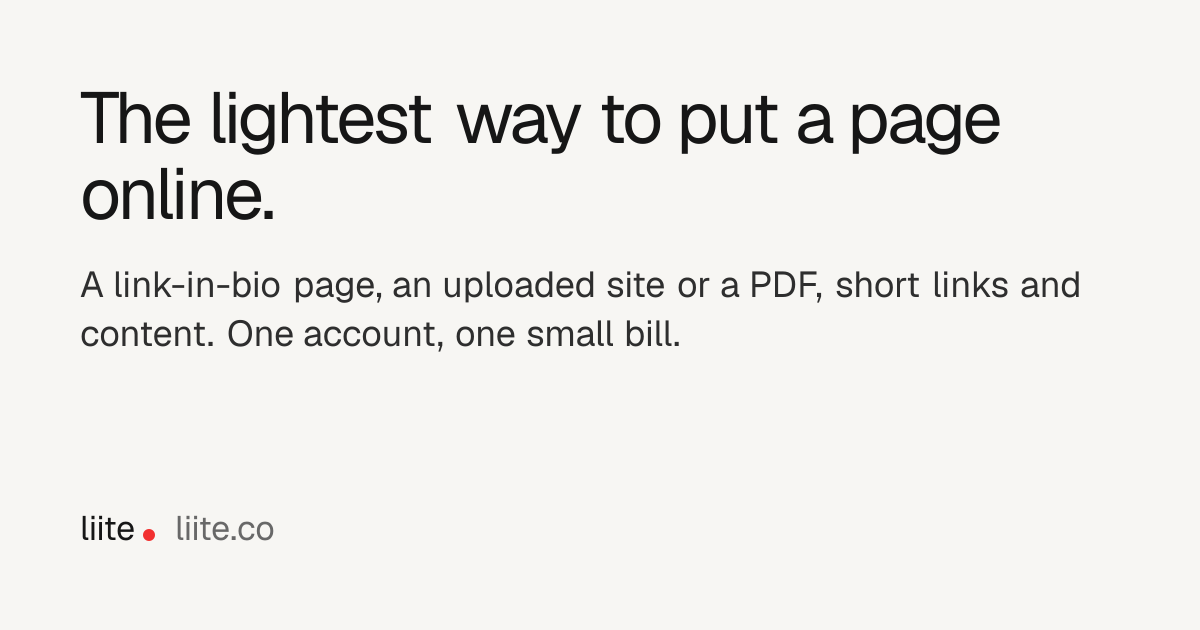 The lightest way to put a page
online.
A link-in-bio page, an uploaded site or a PDF, short links and
content. One account, one small bill.
liite liite.co